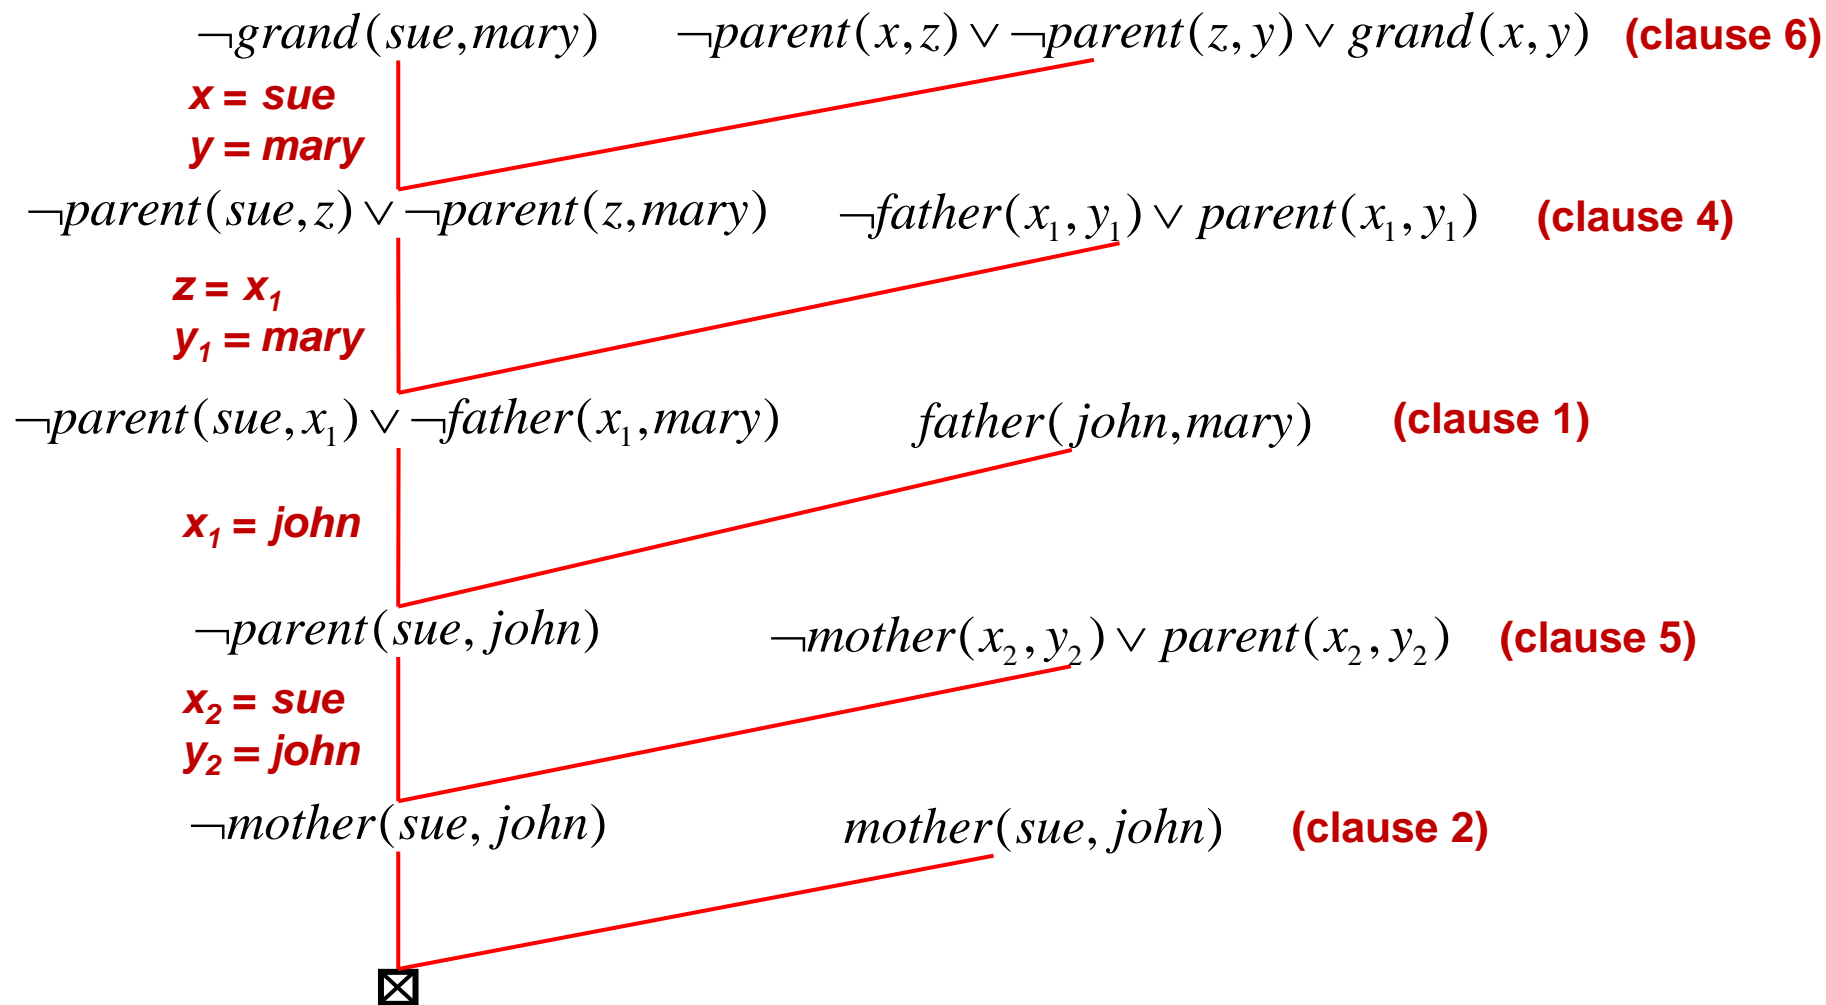 ¬grand(sue,mary) ¬parent(x,z) ∨ ¬parent(z,y) ∨ grand(x,y) (clause 6)
x = sue
y = mary
¬parent(sue,z) ∨ ¬parent(z,mary) ¬father(x₁,y₁) ∨ parent(x₁,y₁) (clause 4)
z = x₁
y₁ = mary
¬parent(sue,x₁) ∨ ¬father(x₁,mary) father(john,mary) (clause 1)
x₁ = john
¬parent(sue,john) ¬mother(x₂,y₂) ∨ parent(x₂,y₂) (clause 5)
x₂ = sue
y₂ = john
¬mother(sue,john) mother(sue,john) (clause 2)